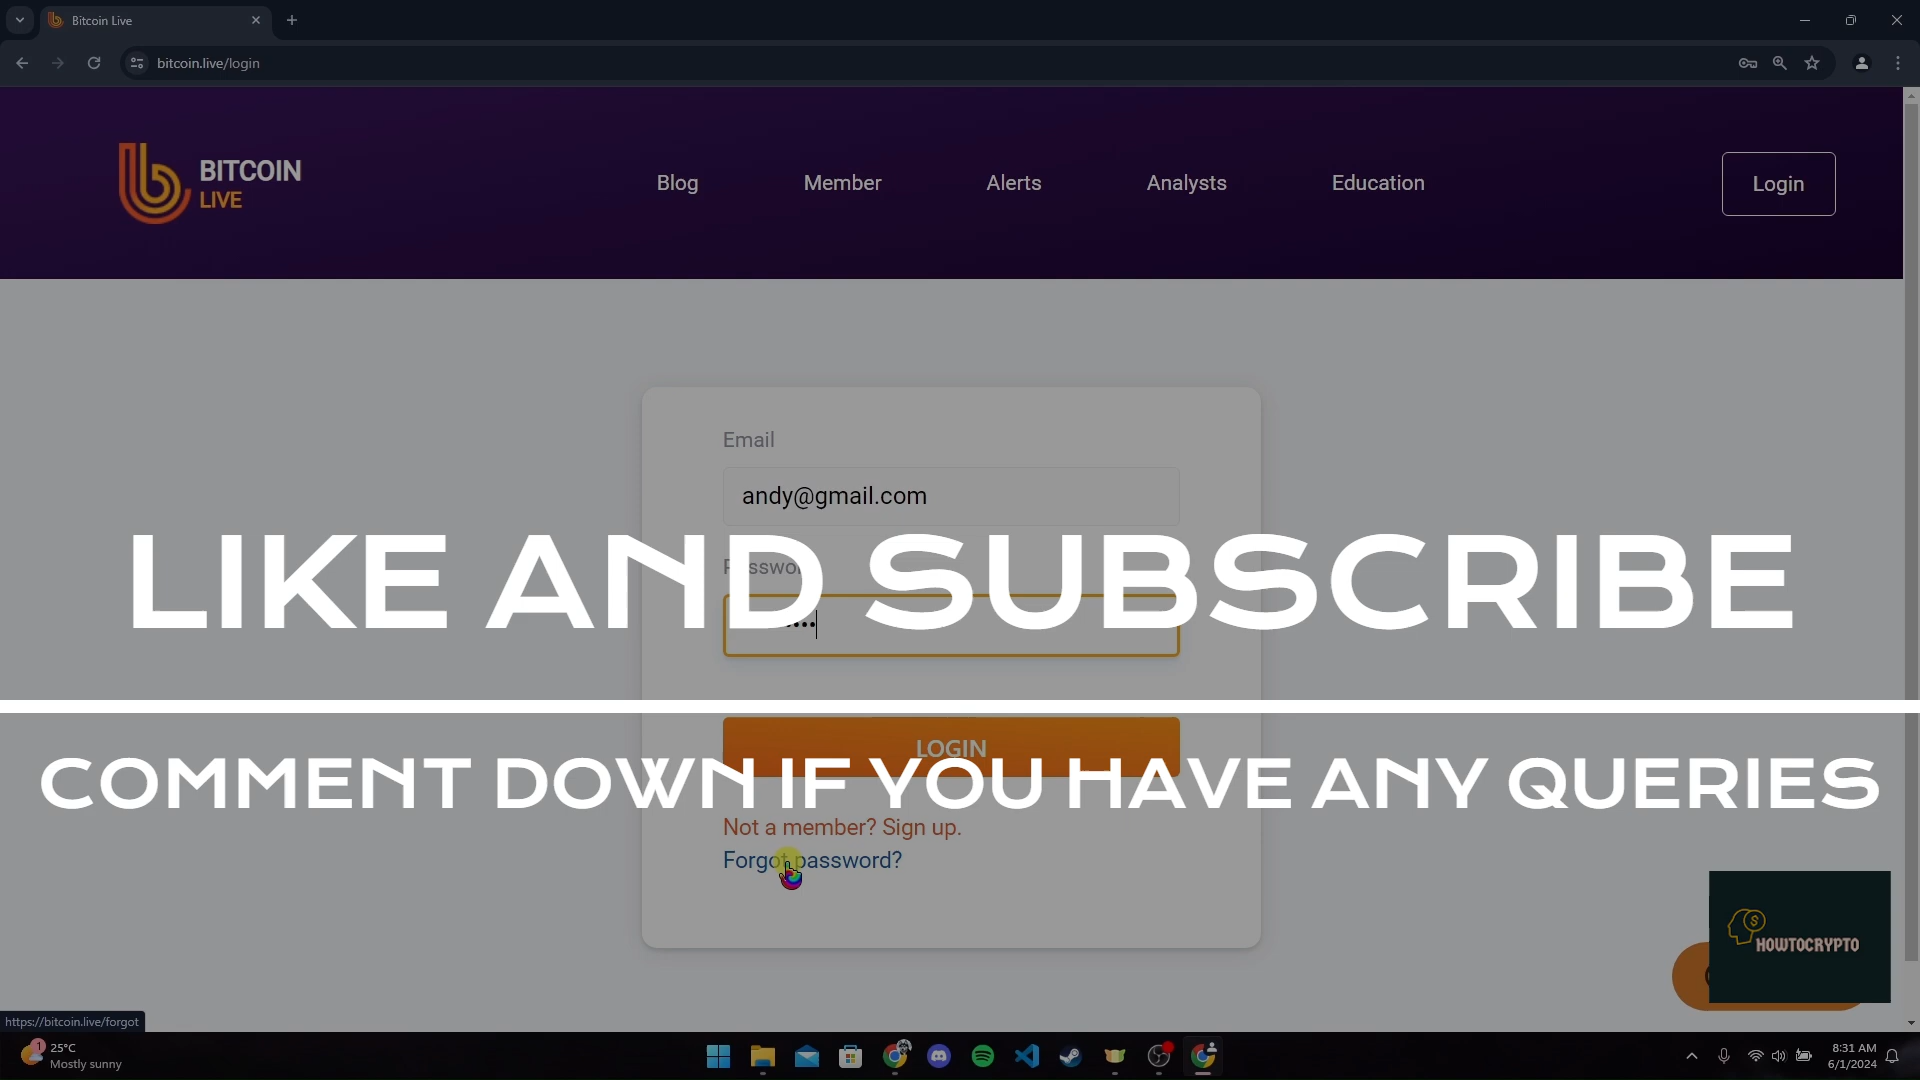 Bitcoin Live
bitcoin.live/login
BITCOIN
LIVE
Blog
Member
Alerts
Analysts
Education
Login
Email
andy@gmail.com
Password
LIKE AND SUBSCRIBE
LOGIN
COMMENT DOWN IF YOU HAVE ANY QUERIES
Not a member? Sign up.
Forgot password?
HOWTOCRYPTO
https://bitcoin.live/forgot
1
25°C
Mostly sunny
8:31 AM
6/1/2024